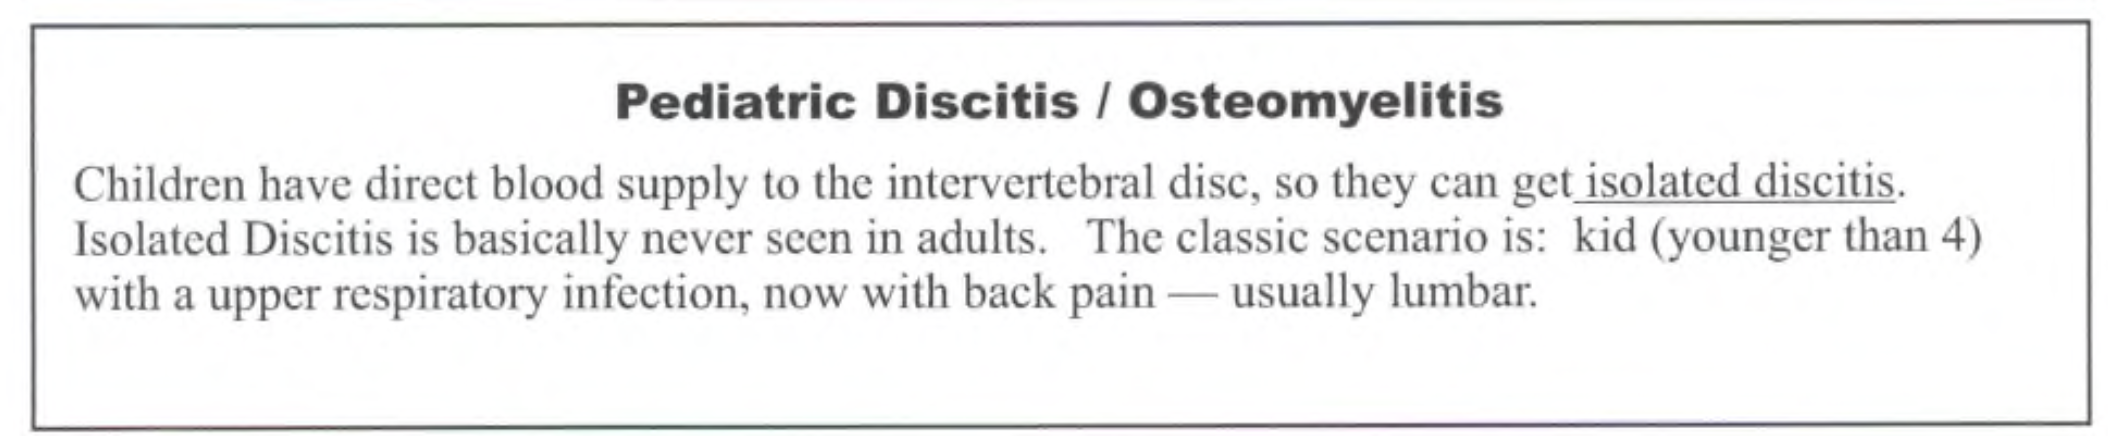 Pediatric Discitis / Osteomyelitis
Children have direct blood supply to the intervertebral disc, so they can get isolated discitis.
Isolated Discitis is basically never seen in adults. The classic scenario is: kid (younger than 4)
with a upper respiratory infection, now with back pain — usually lumbar.